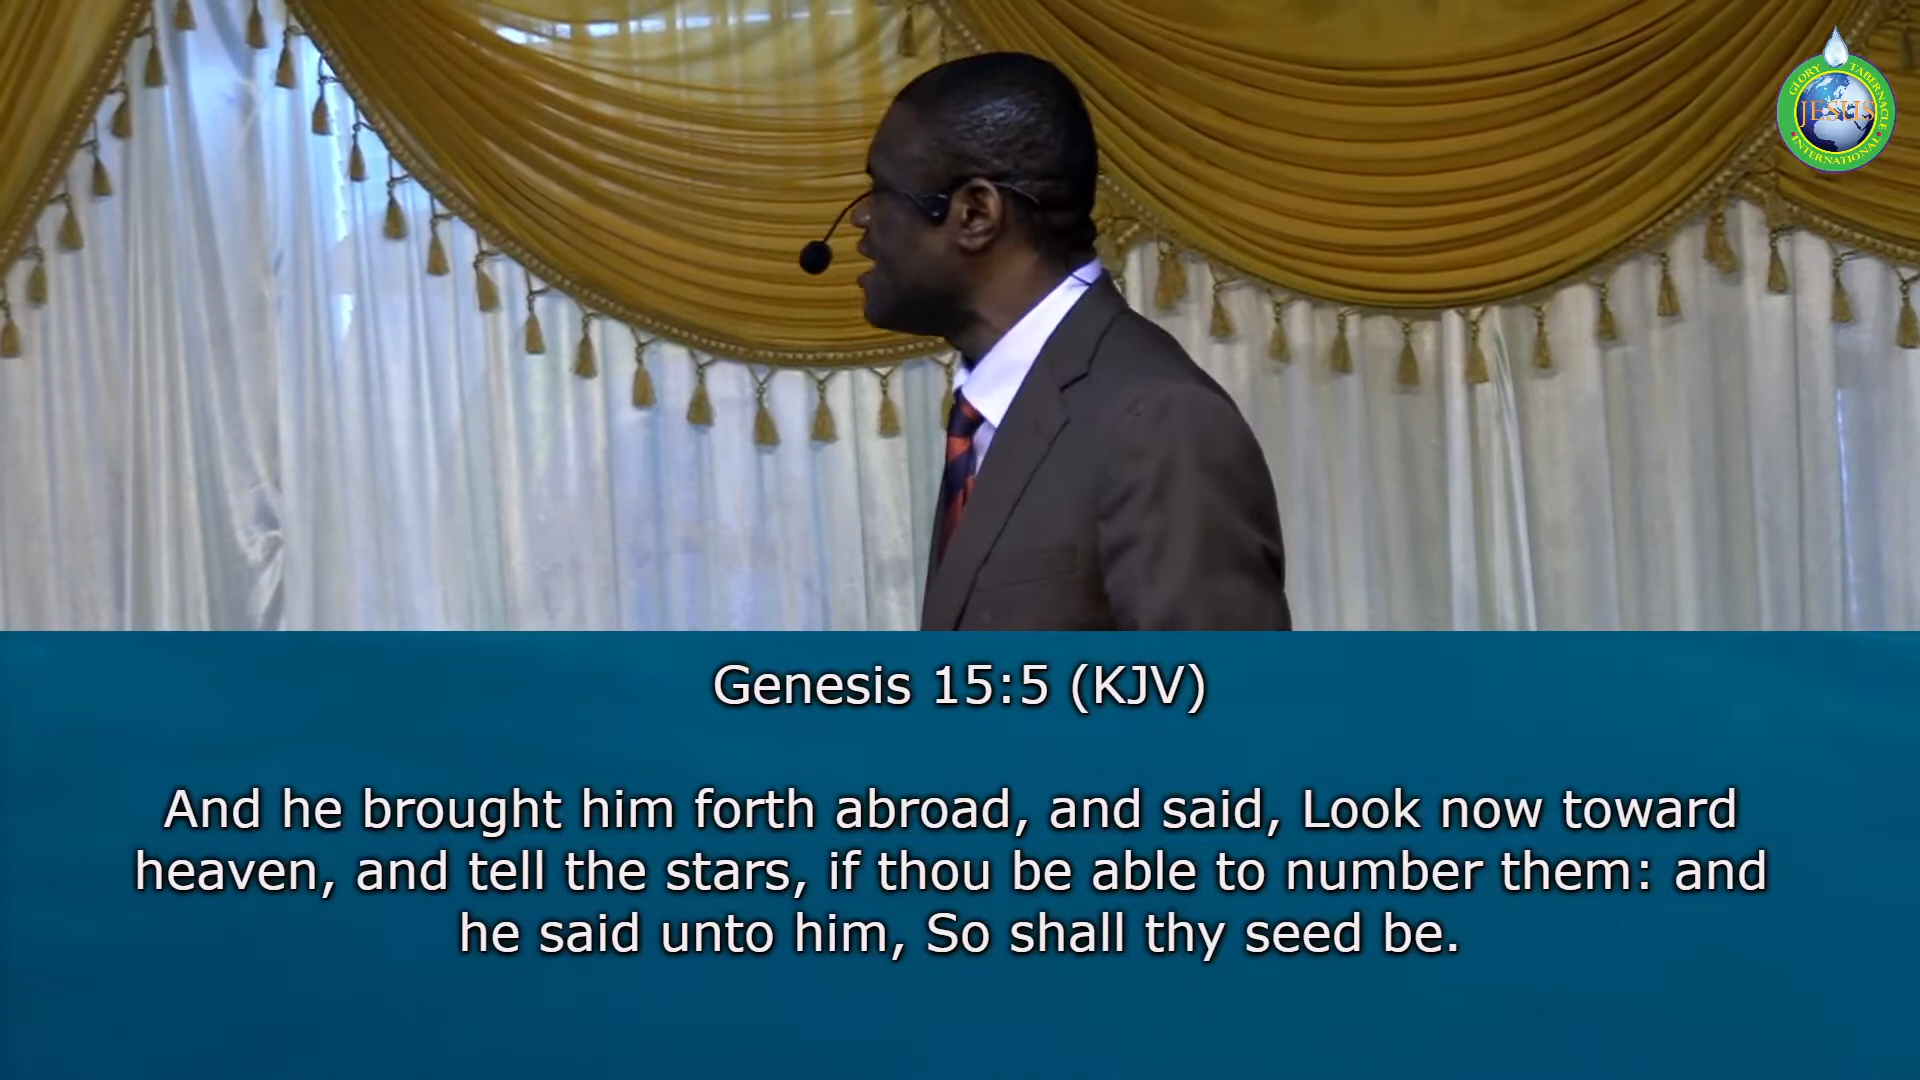 GLORY TABERNACLE
JESUS
INTERNATIONAL
Genesis 15:5 (KJV)
And he brought him forth abroad, and said, Look now toward
heaven, and tell the stars, if thou be able to number them: and
he said unto him, So shall thy seed be.